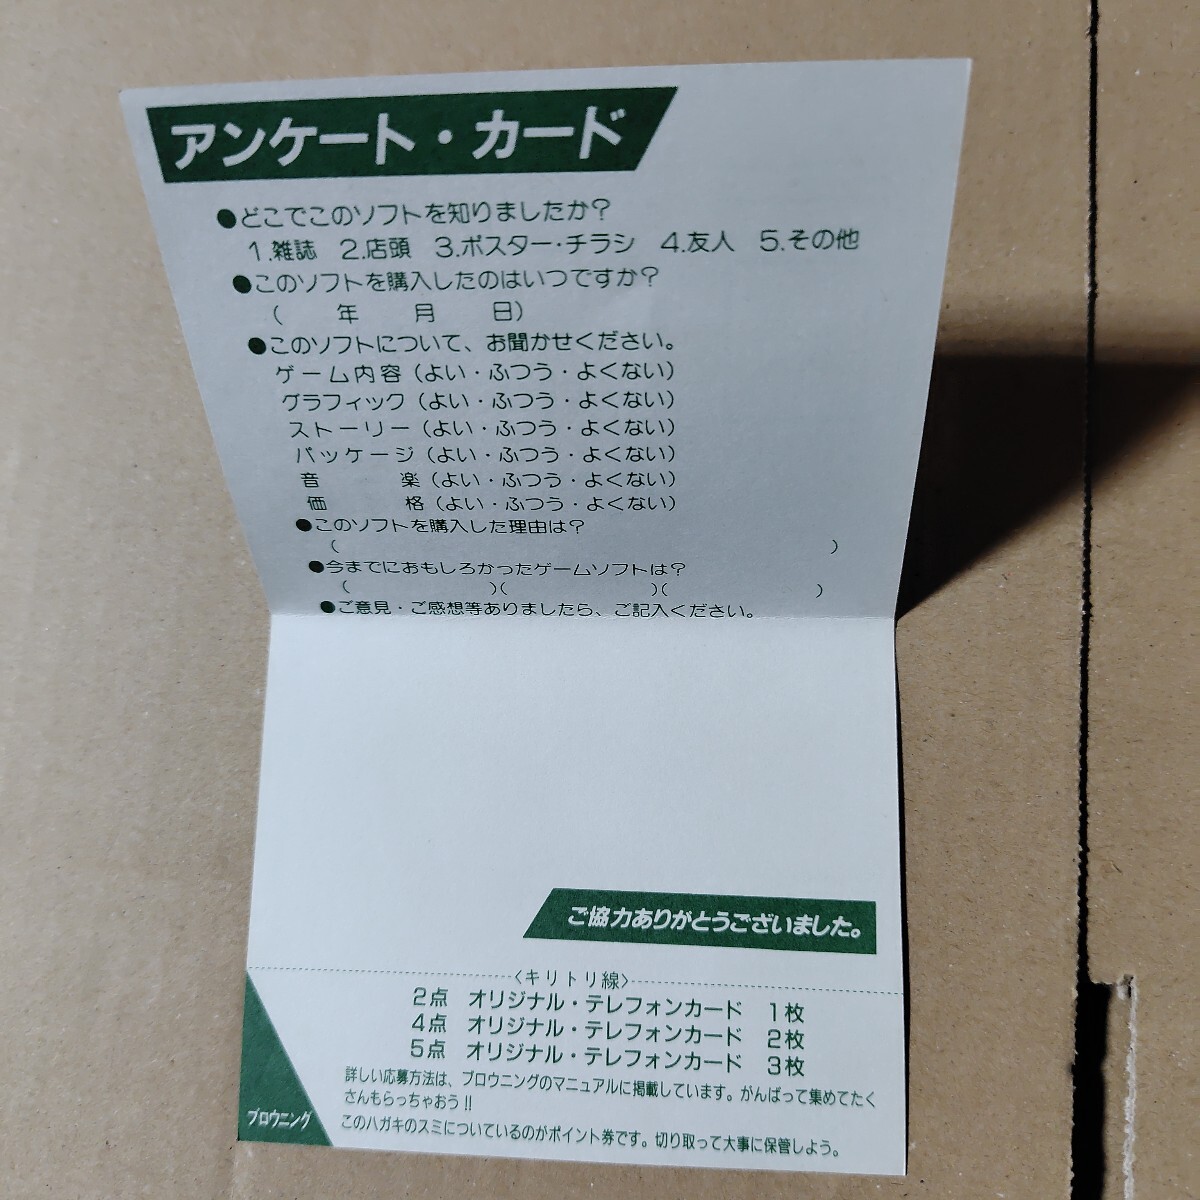 アンケート・カード
●どこでこのソフトを知りましたか?
1.雑誌 2.店頭 3.ポスター・チラシ 4.友人 5.その他
●このソフトを購入したのはいつですか?
( 年 月 日)
●このソフトについて、お聞かせください。
ゲーム内容(よい・ふつう・よくない)
グラフィック(よい・ふつう・よくない)
ストーリー(よい・ふつう・よくない)
パッケージ(よい・ふつう・よくない)
音 楽(よい・ふつう・よくない)
価 格(よい・ふつう・よくない)
●このソフトを購入した理由は?
( )
●今までにおもしろかったゲームソフトは?
( )( )( )
●ご意見・ご感想等ありましたら、ご記入ください。
ご協力ありがとうございました。
〈キリトリ線〉
2点 オリジナル・テレフォンカード 1枚
4点 オリジナル・テレフォンカード 2枚
5点 オリジナル・テレフォンカード 3枚
詳しい応募方法は、ブロウニングのマニュアルに掲載しています。がんばって集めてたく
さんもらっちゃおう!!
このハガキのスミについているのがポイント券です。切り取って大事に保管しよう。
ブロウニング